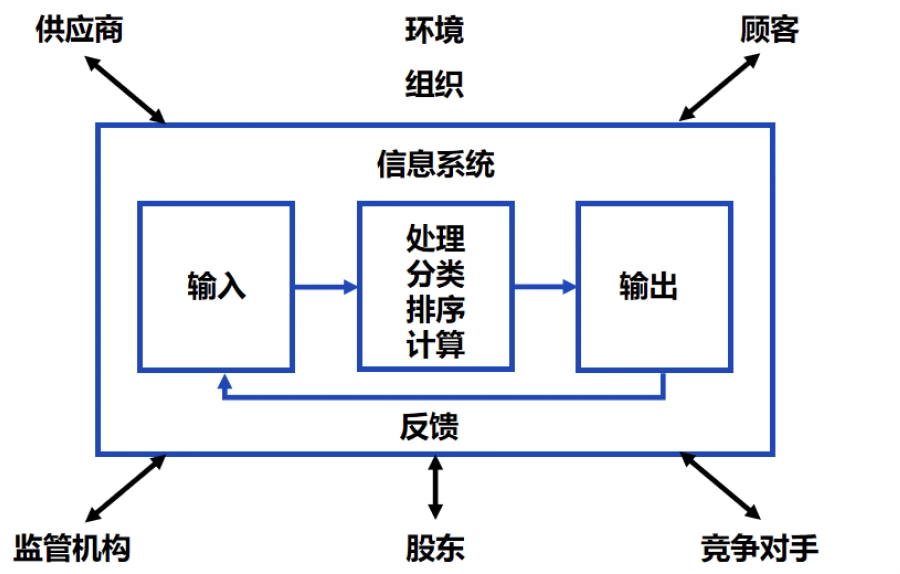 供应商
环境
顾客
组织
信息系统
输入
处理
分类
排序
计算
输出
反馈
监管机构
股东
竞争对手